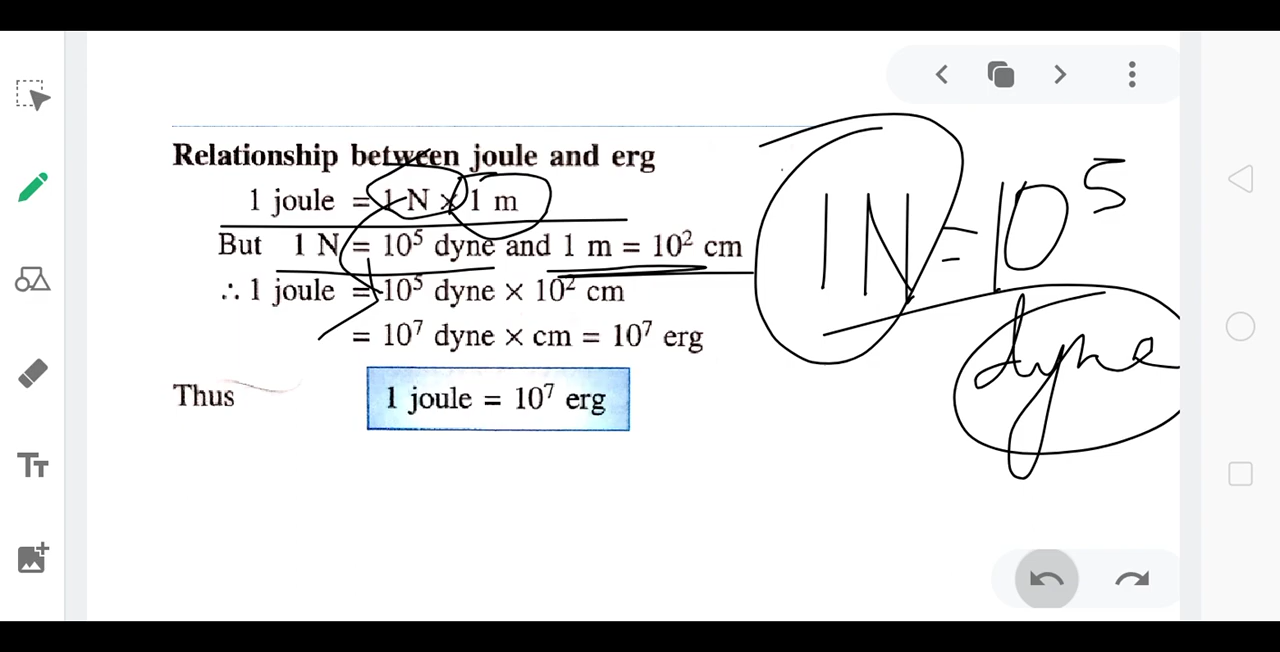 Relationship between joule and erg
1 joule = 1 N × 1 m
But 1 N = 10⁵ dyne and 1 m = 10² cm
∴ 1 joule = 10⁵ dyne × 10² cm
= 10⁷ dyne × cm = 10⁷ erg
Thus 1 joule = 10⁷ erg
1N = 10⁵
dyne
TT